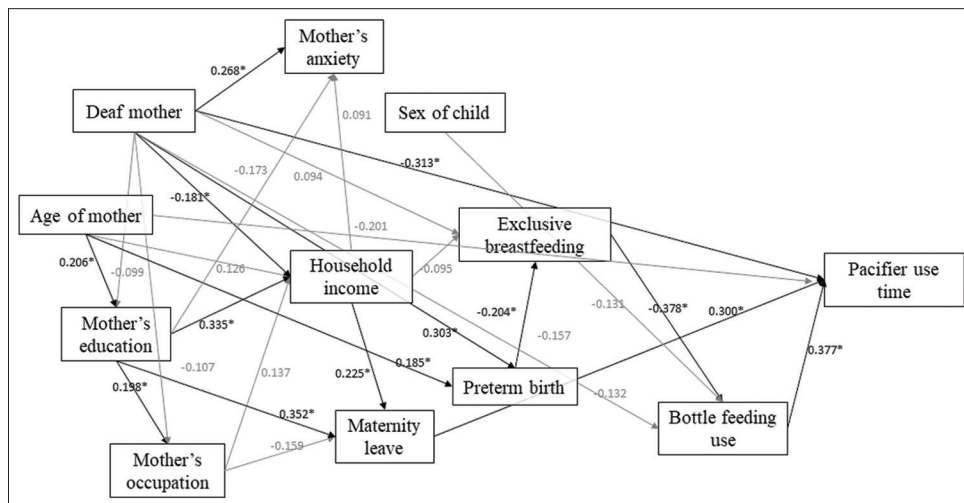 Mother's
anxiety
0.268*
Deaf mother
0.091
Sex of child
-0.173
0.094
-0.313*
-0.181*
Age of mother
-0.201
Exclusive
breastfeeding
0.206*
-0.099
0.126
Household
income
-0.095
Pacifier use
time
-0.131
-0.378*
0.300*
Mother's
education
0.335*
0.303*
-0.204*
-0.157
0.377*
-0.107
0.137
0.185*
0.225*
Preterm birth
-0.132
0.198*
0.352*
Maternity
leave
Bottle feeding
use
-0.159
Mother's
occupation